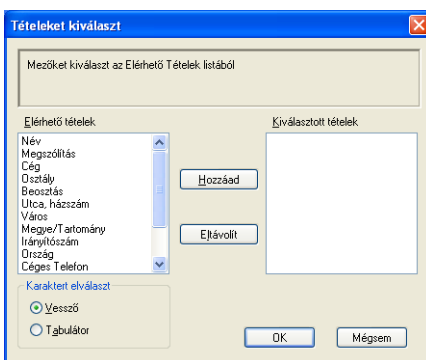 Tételeket kiválaszt
Mezőket kiválaszt az Elérhető Tételek listából
Elérhető tételek
Kiválasztott tételek
Név
Megszólítás
Cég
Osztály
Beosztás
Utca, házszám
Város
Megye/Tartomány
Irányítószám
Ország
Céges Telefon
Hozzáad
Eltávolít
Karaktert elválaszt
Vessző
Tabulátor
OK
Mégsem